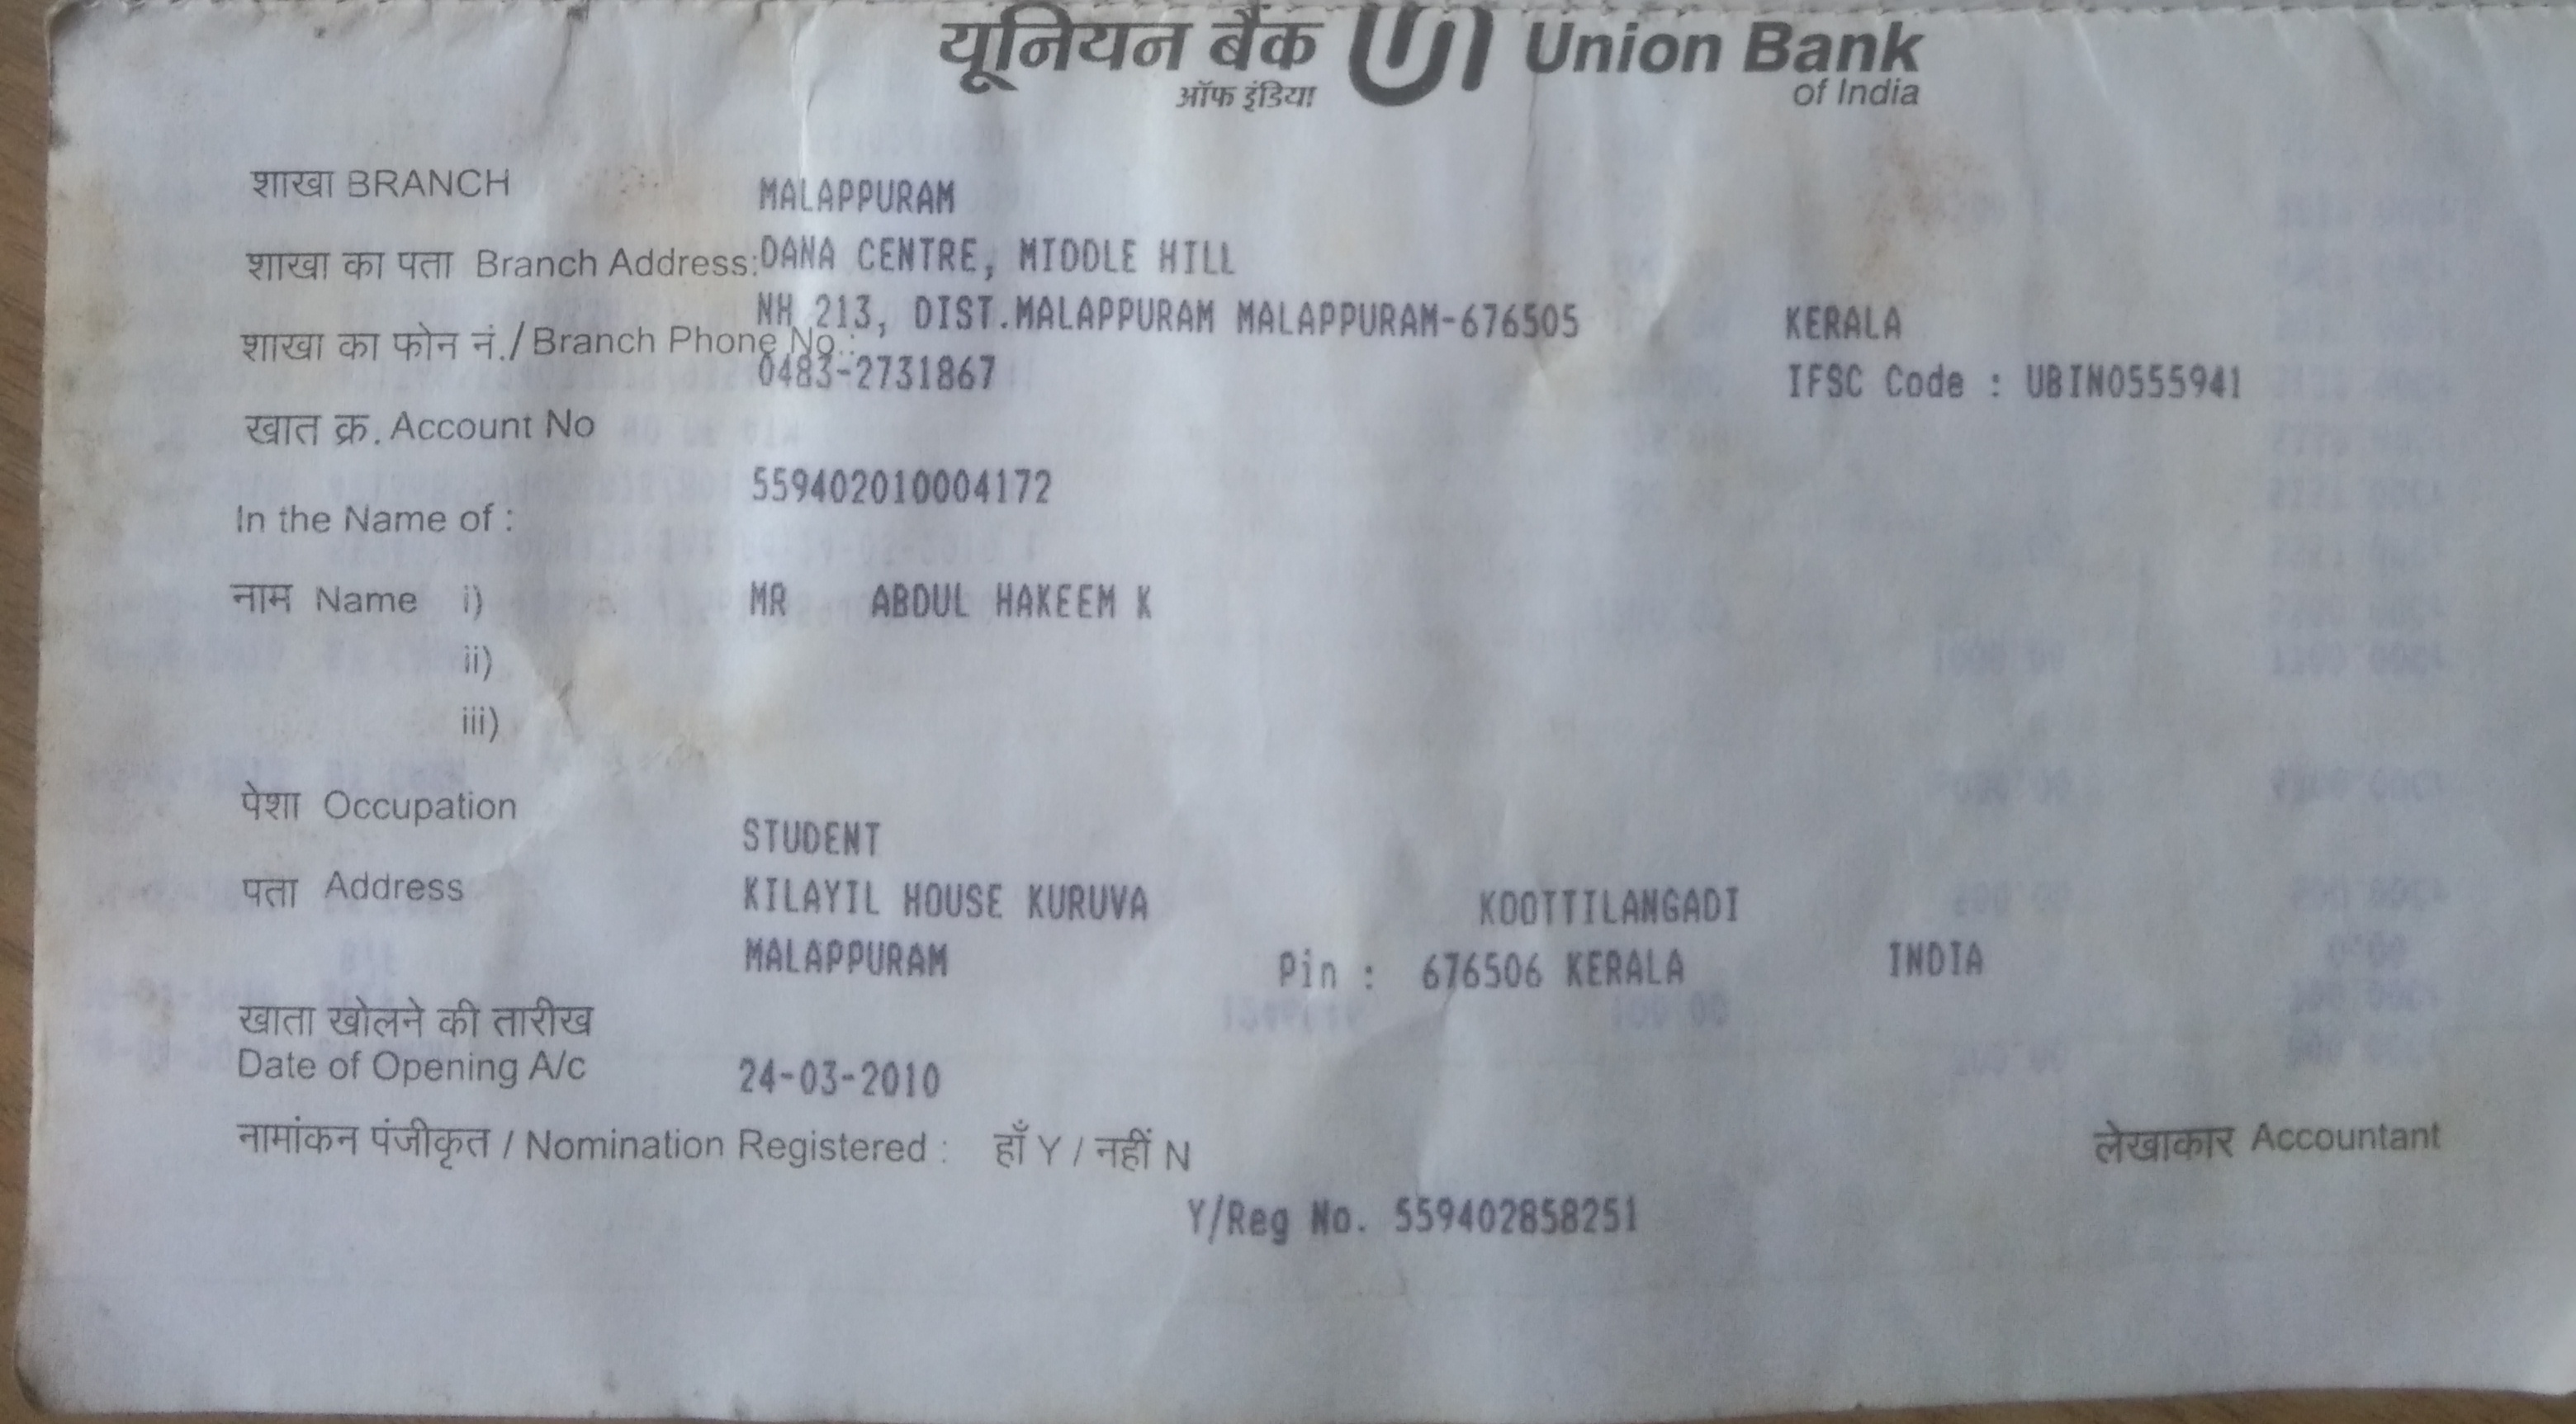 यूनियन बैंक Union Bank
ऑफ इंडिया of India
शाखा BRANCH MALAPPURAM
शाखा का पता Branch Address: DANA CENTRE, MIDDLE HILL
NH 213, DIST.MALAPPURAM MALAPPURAM-676505 KERALA
शाखा का फोन नं./ Branch Phone No.:
0483-2731867 IFSC Code : UBIN0555941
खात क्र. Account No
559402010004172
In the Name of :
नाम Name i) MR ABDUL HAKEEM K
ii)
iii)
पेशा Occupation
STUDENT
पता Address KILAYIL HOUSE KURUVA KOOTTILANGADI
MALAPPURAM Pin : 676506 KERALA INDIA
खाता खोलने की तारीख
Date of Opening A/c 24-03-2010
नामांकन पंजीकृत / Nomination Registered : हाँ Y / नहीं N लेखाकार Accountant
Y/Reg No. 559402858251